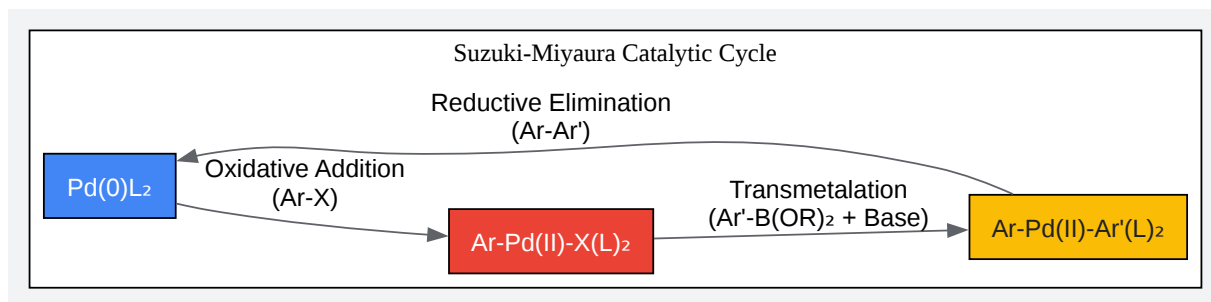 Suzuki-Miyaura Catalytic Cycle
Reductive Elimination
(Ar-Ar')
Oxidative Addition
(Ar-X)
Pd(0)L₂
Transmetalation
(Ar'-B(OR)₂ + Base)
Ar-Pd(II)-X(L)₂
Ar-Pd(II)-Ar'(L)₂